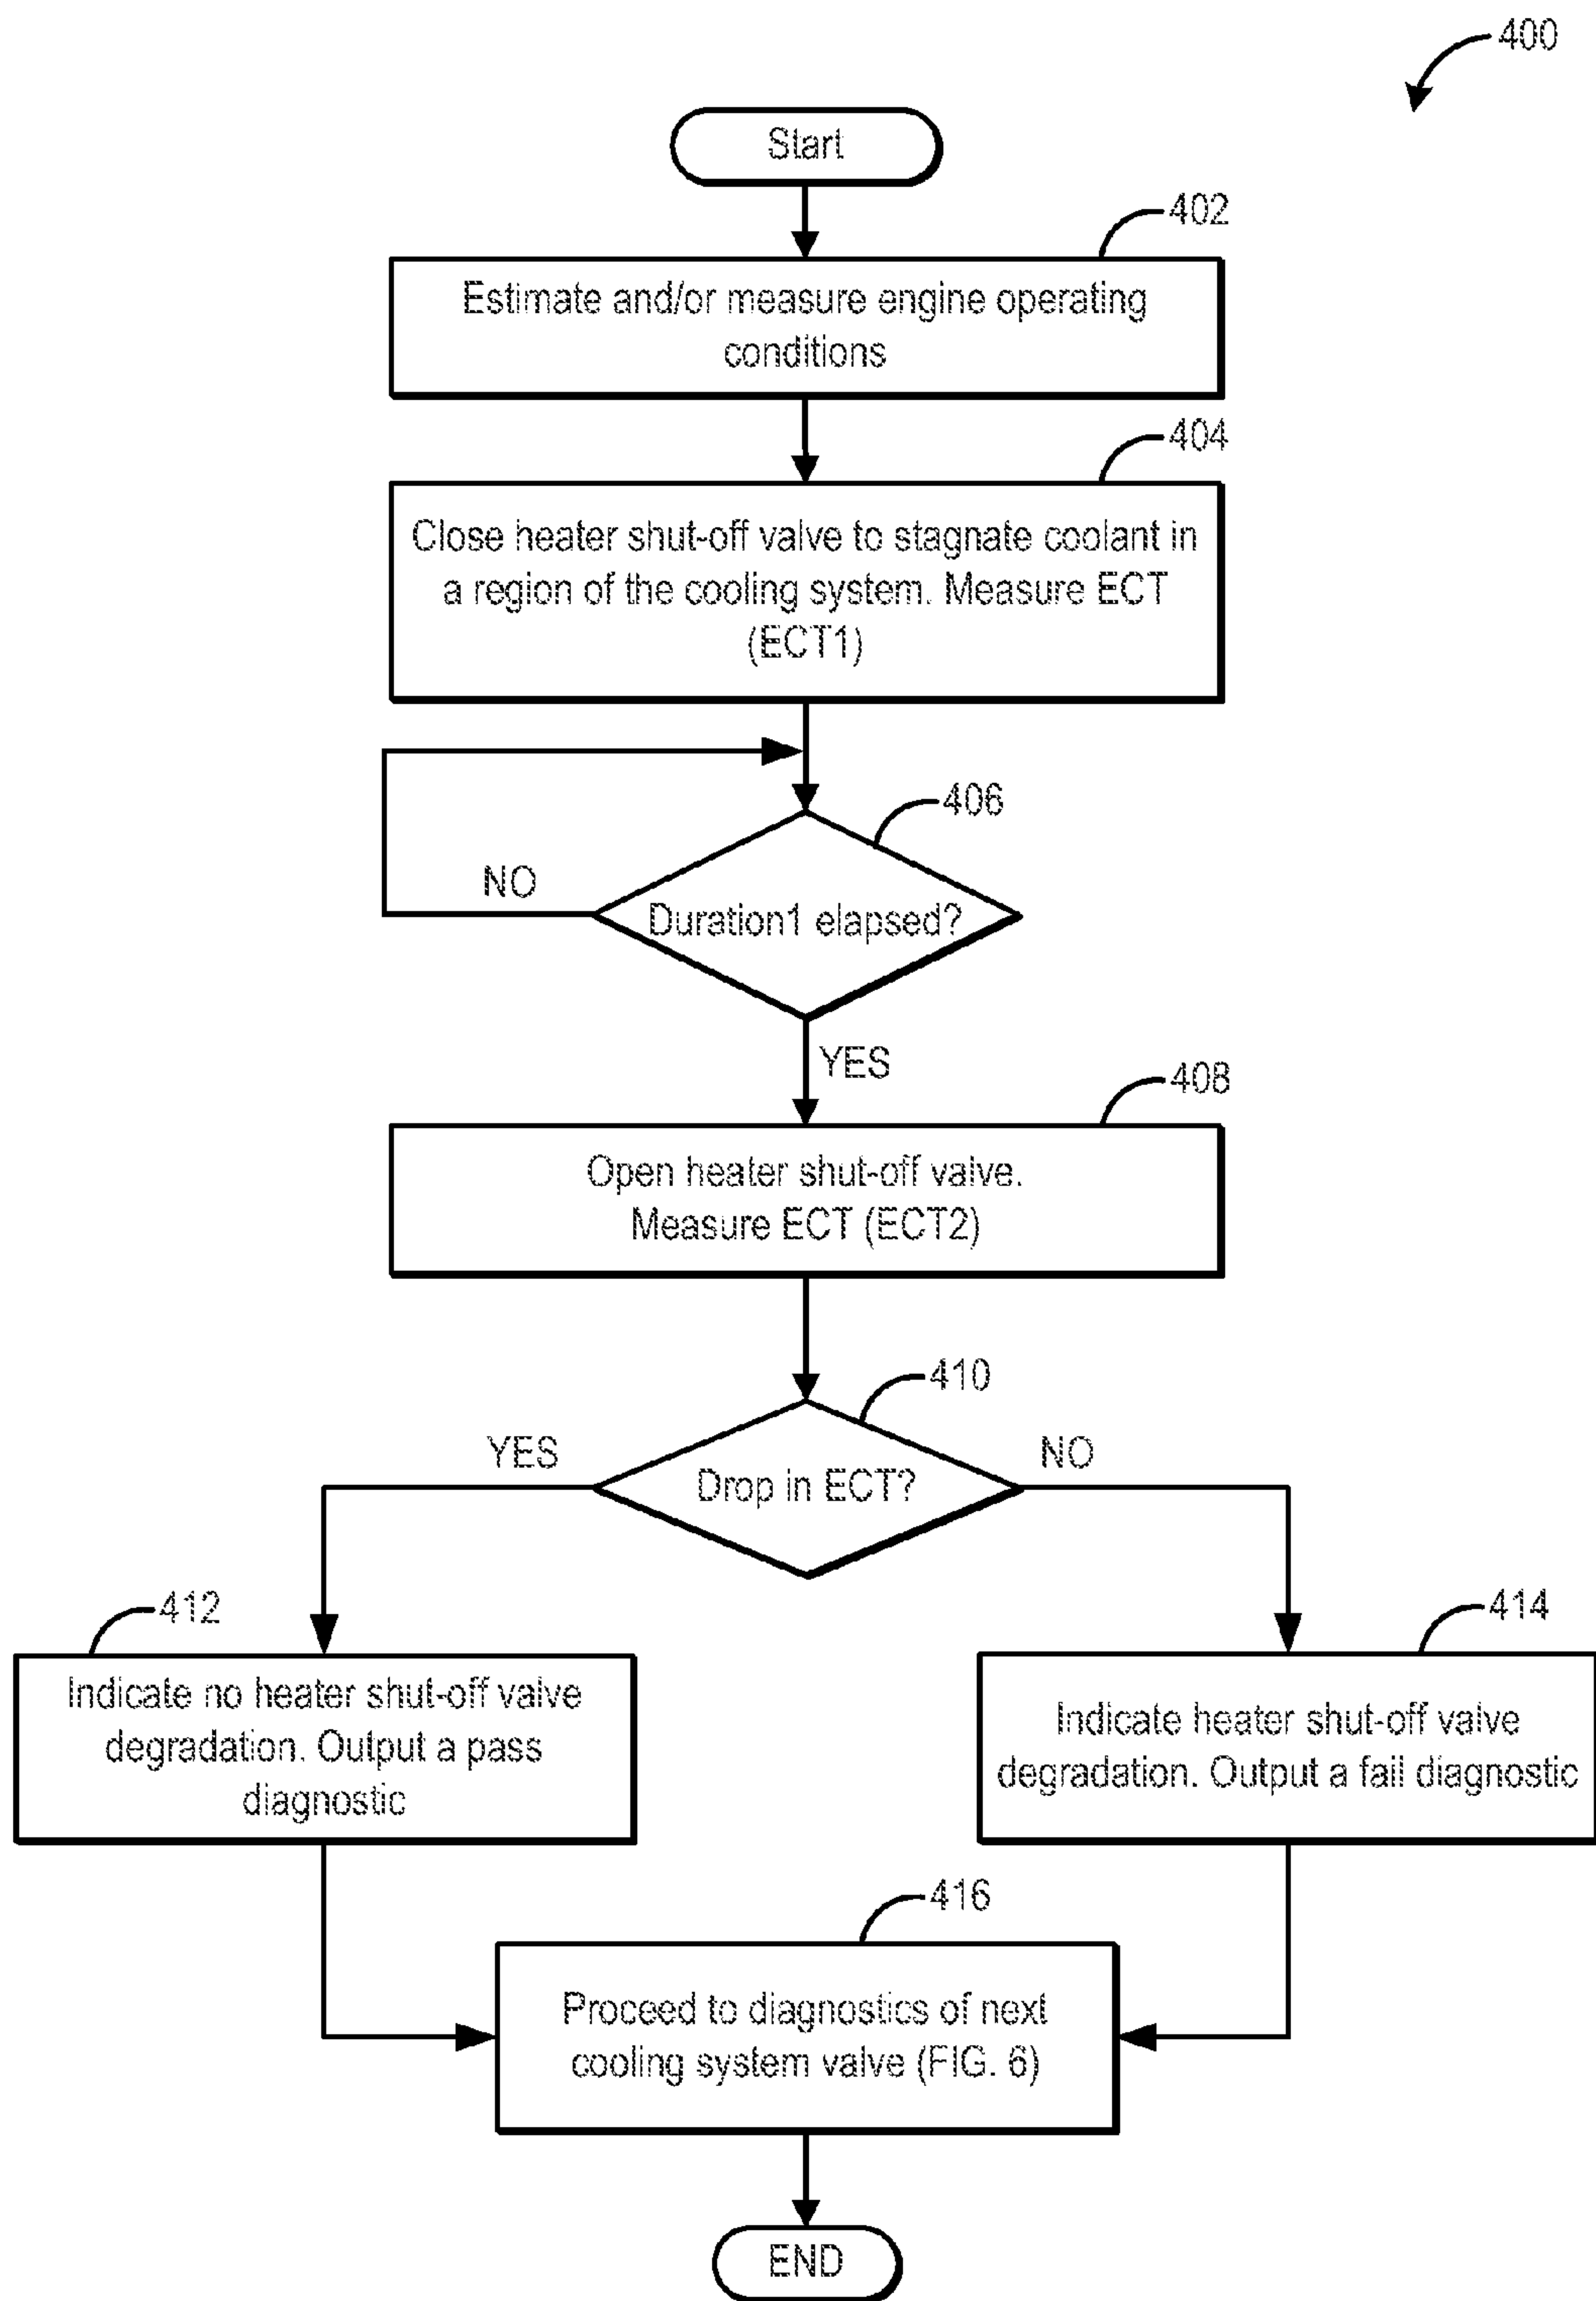 400
Start
402
Estimate and/or measure engine operating
conditions
404
Close heater shut-off valve to stagnate coolant in
a region of the cooling system. Measure ECT
(ECT1)
406
NO
Duration1 elapsed?
YES
408
Open heater shut-off valve.
Measure ECT (ECT2)
410
YES
NO
Drop in ECT?
412
Indicate no heater shut-off valve
degradation. Output a pass
diagnostic
414
Indicate heater shut-off valve
degradation. Output a fail diagnostic
416
Proceed to diagnostics of next
cooling system valve (FIG. 6)
END